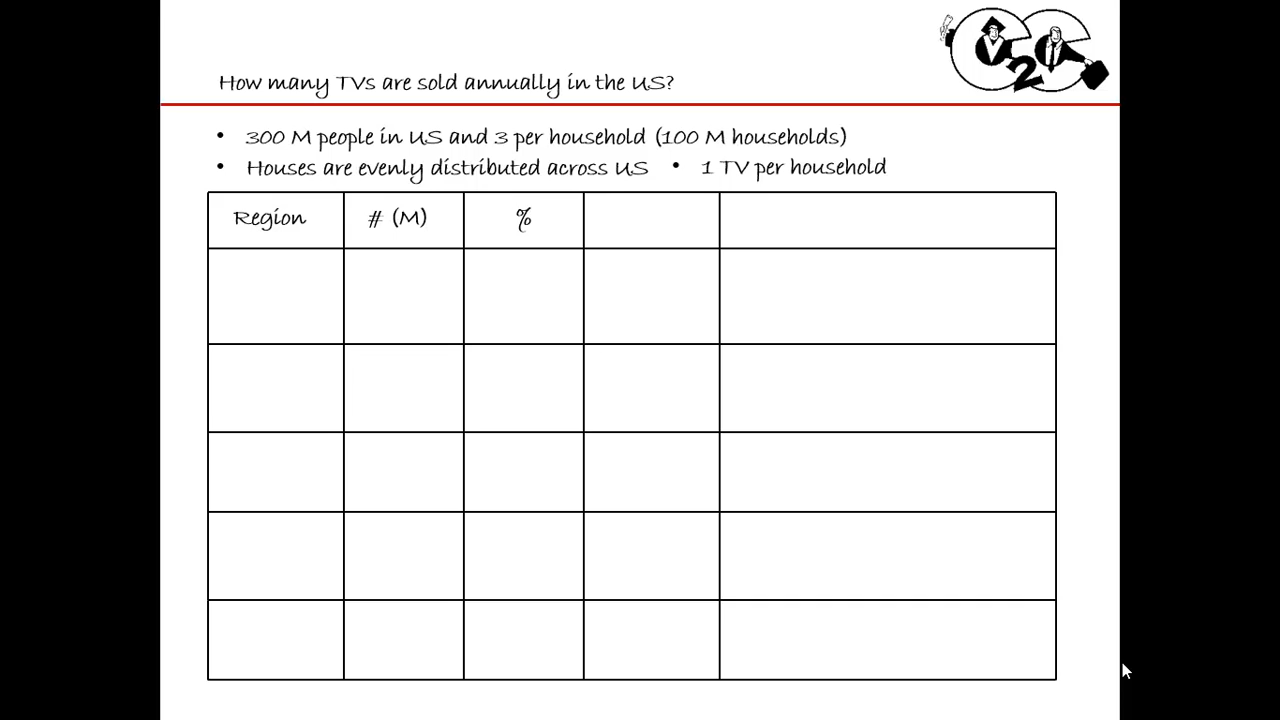 How many TVs are sold annually in the US?
• 300 M people in US and 3 per household (100 M households)
• Houses are evenly distributed across US • 1 TV per household
Region # (M) %
C2C